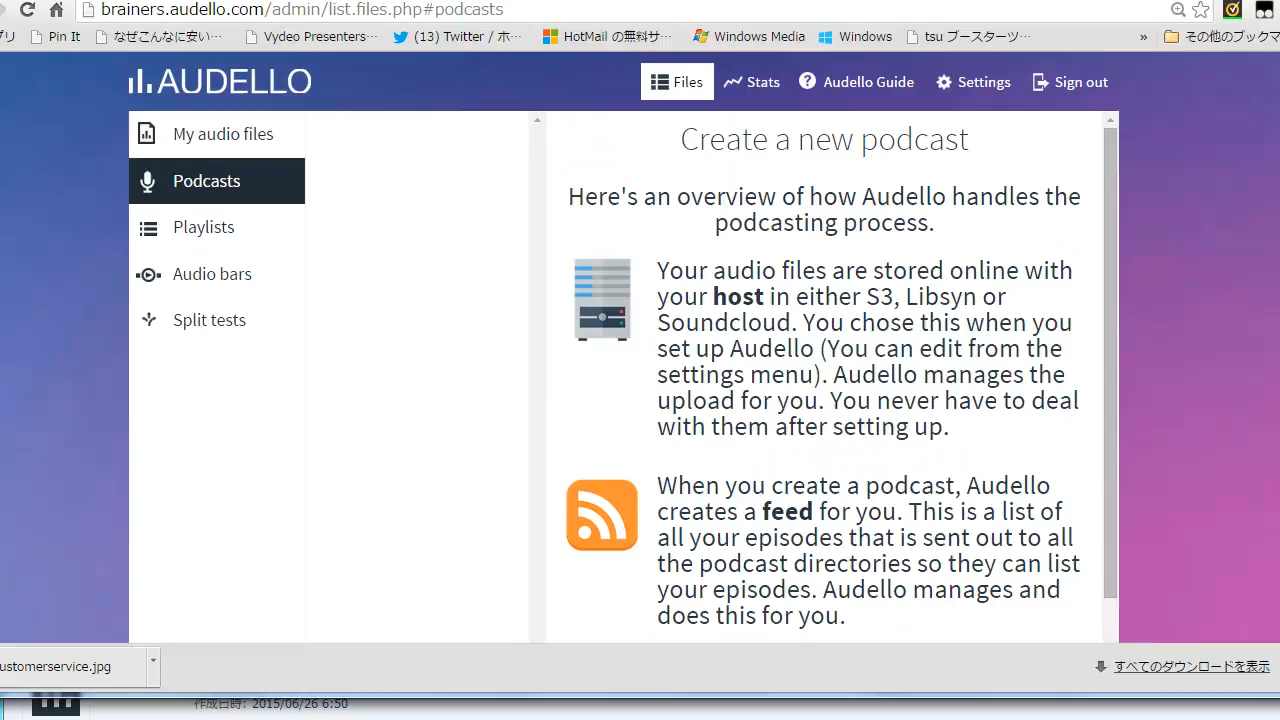 brainers.audello.com/admin/list.files.php#podcasts
プリ Pin It なぜこんなに安い… Vydeo Presenters… (13) Twitter / ホ… HotMail の無料サ… Windows Media Windows tsu ブースターツ… » その他のブックマ
AUDELLO
Files Stats Audello Guide Settings Sign out
My audio files
Podcasts
Playlists
Audio bars
Split tests
Create a new podcast
Here's an overview of how Audello handles the
podcasting process.
Your audio files are stored online with
your host in either S3, Libsyn or
Soundcloud. You chose this when you
set up Audello (You can edit from the
settings menu). Audello manages the
upload for you. You never have to deal
with them after setting up.
When you create a podcast, Audello
creates a feed for you. This is a list of
all your episodes that is sent out to all
the podcast directories so they can list
your episodes. Audello manages and
does this for you.
ustomerservice.jpg
すべてのダウンロードを表示
作成日時: 2015/06/26 6:50